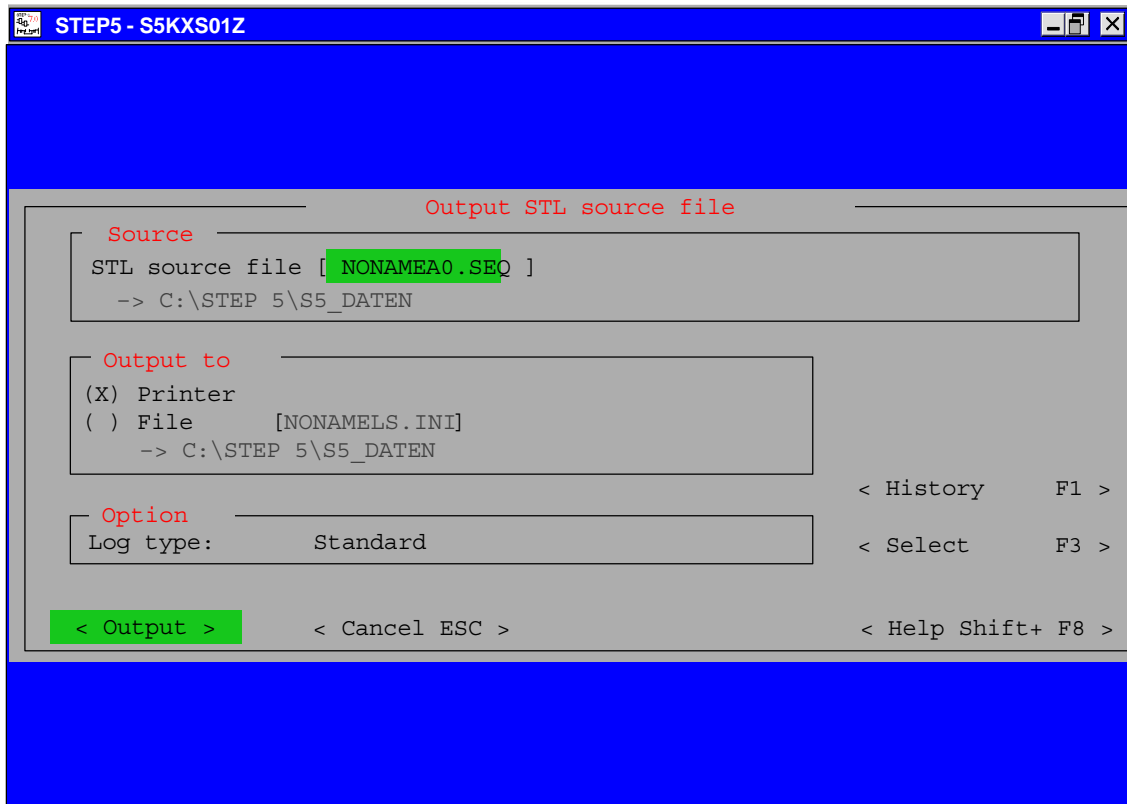 STEP5 - S5KXS01Z
Output STL source file
Source
STL source file [ NONAMEA0.SEQ ]
-> C:\STEP 5\S5_DATEN
Output to
(X) Printer
( ) File [NONAMELS.INI]
-> C:\STEP 5\S5_DATEN
< History F1 >
Option
Log type: Standard
< Select F3 >
< Output > < Cancel ESC > < Help Shift+ F8 >